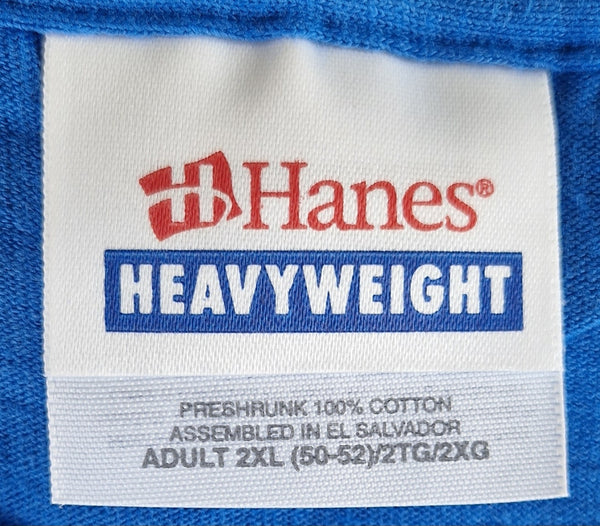 Hanes®
HEAVYWEIGHT
PRESHRUNK 100% COTTON
ASSEMBLED IN EL SALVADOR
ADULT 2XL (50-52)/2TG/2XG